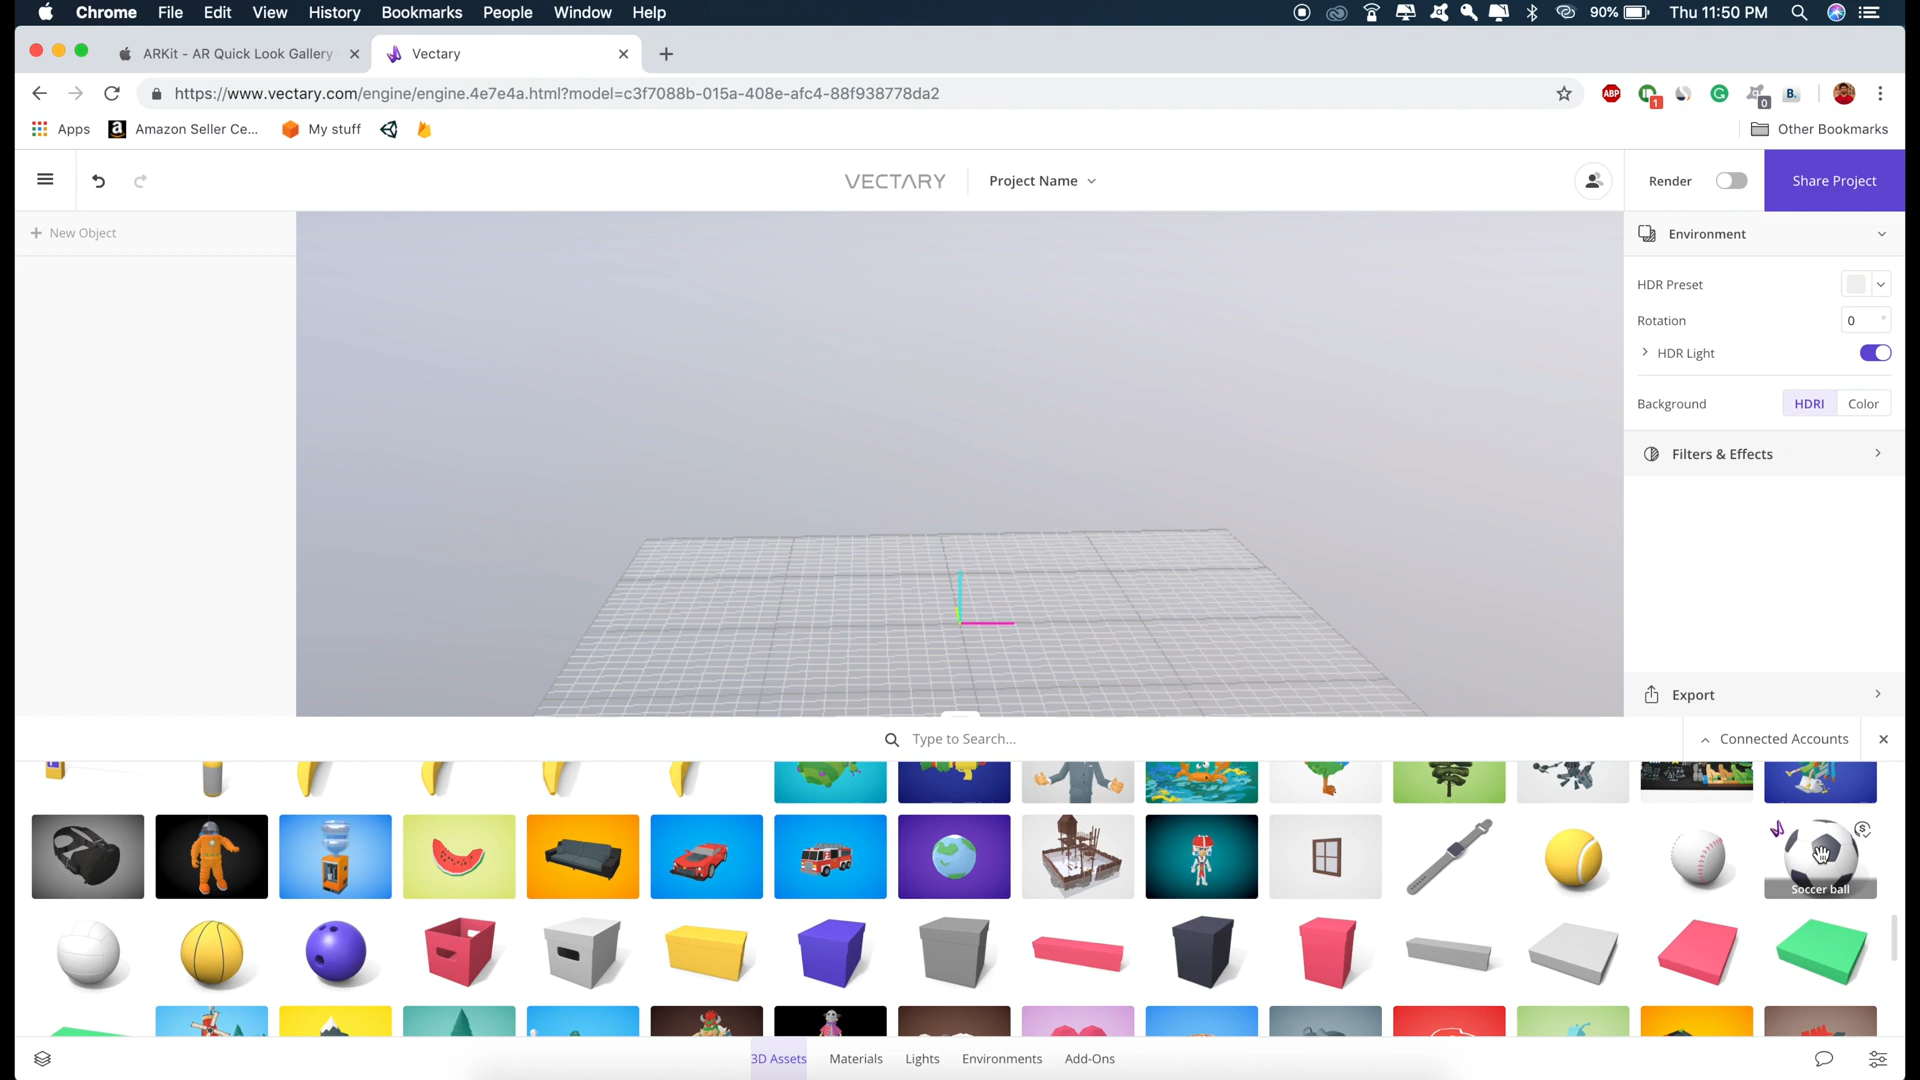 Chrome File Edit View History Bookmarks People Window Help 90% Thu 11:50 PM
ARKit - AR Quick Look Gallery Vectary
https://www.vectary.com/engine/engine.4e7e4a.html?model=c3f7088b-015a-408e-afc4-88f938778da2 ABP 1 0 B.
Apps Amazon Seller Ce... My stuff Other Bookmarks
VECTARY Project Name Render Share Project
+ New Object
Environment
HDR Preset
Rotation 0 °
HDR Light
Background HDRI Color
Filters & Effects
Export
Type to Search... Connected Accounts
Soccer ball
3D Assets Materials Lights Environments Add-Ons